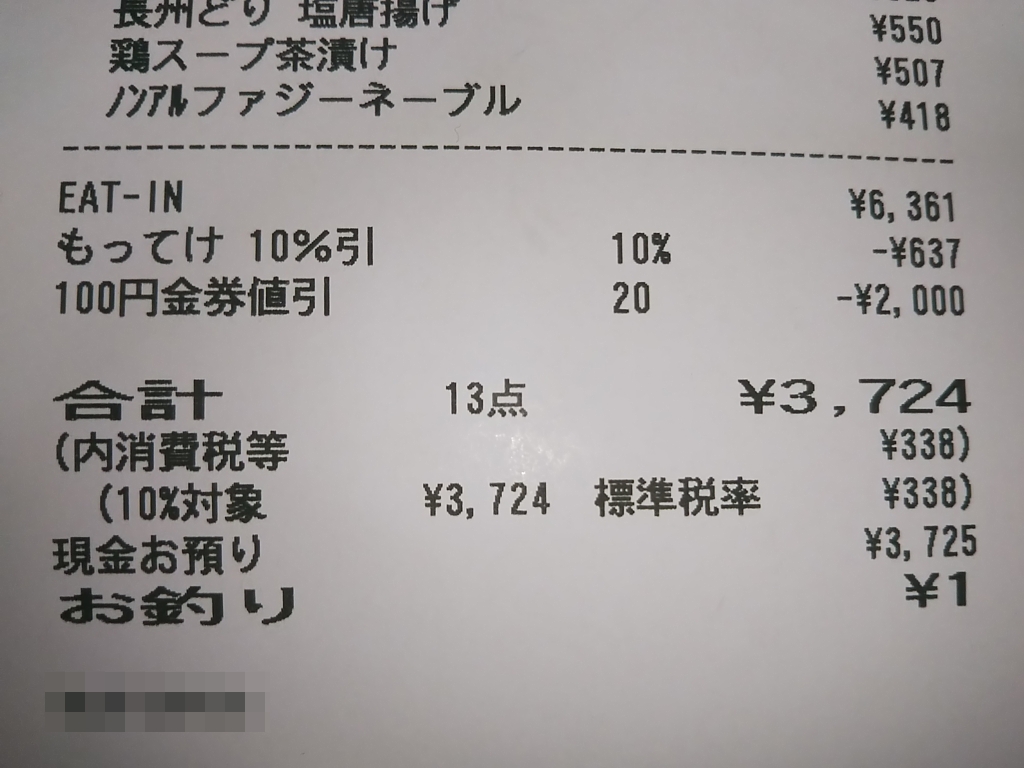 長州どり 塩唐揚げ ¥550
鶏スープ茶漬け ¥507
ﾉﾝｱﾙファジーネーブル ¥418
EAT-IN ¥6,361
もってけ 10%引 10% -¥637
100円金券値引 20 -¥2,000
合計 13点 ¥3,724
(内消費税等 ¥338)
(10%対象 ¥3,724 標準税率 ¥338)
現金お預り ¥3,725
お釣り ¥1